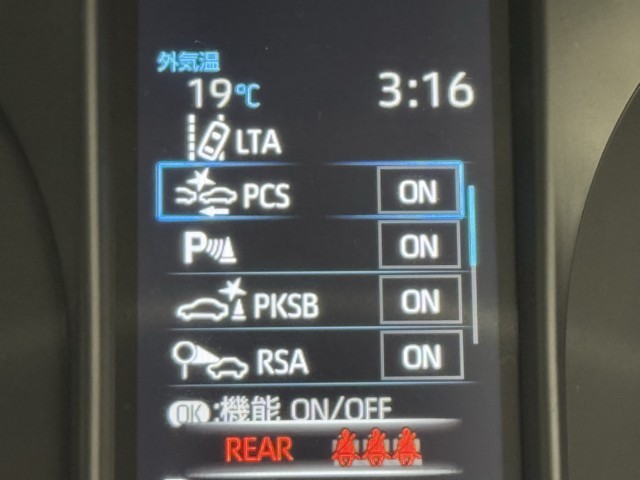 外気温
19℃ 3:16
LTA
PCS ON
P ON
PKSB ON
RSA ON
OK:機能 ON/OFF
REAR